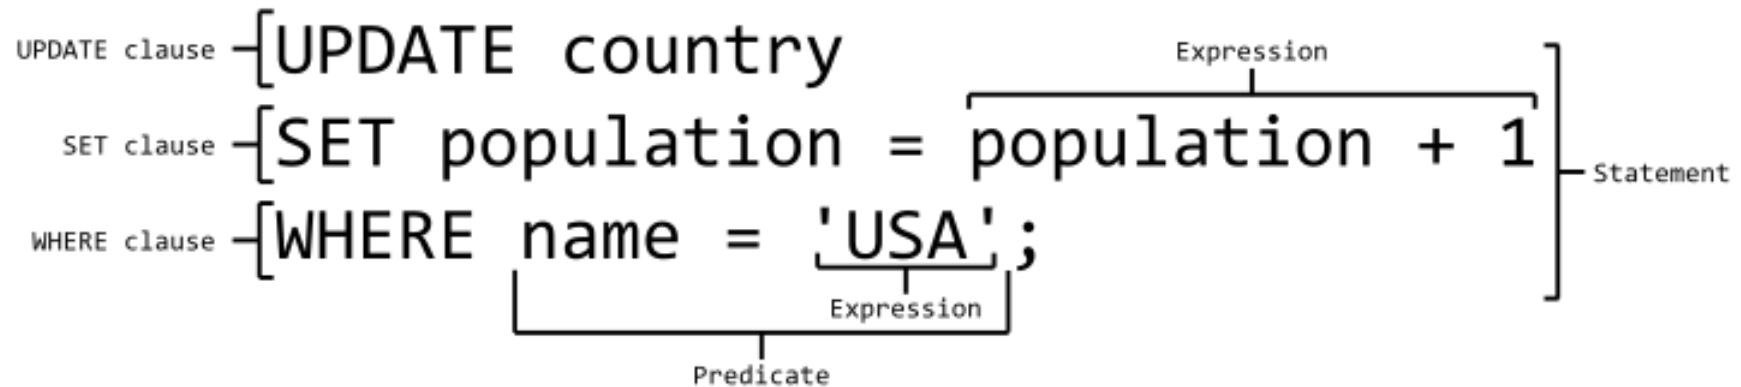 UPDATE clause UPDATE country
Expression
SET clause SET population = population + 1
Statement
WHERE clause WHERE name = 'USA';
Expression
Predicate